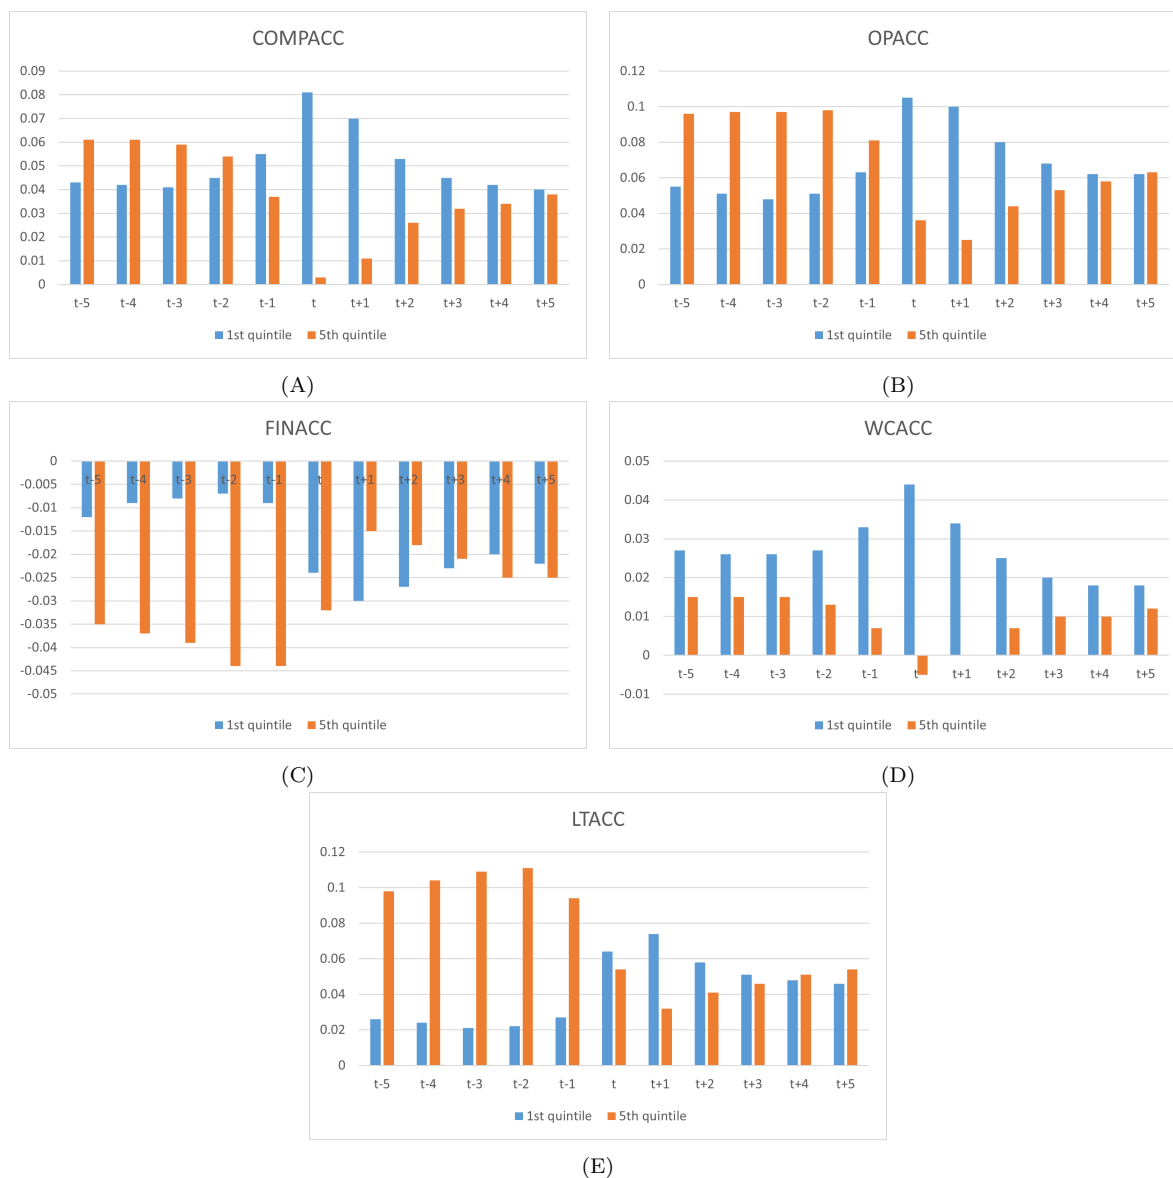 COMPACC
0.09
0.08
0.07
0.06
0.05
0.04
0.03
0.02
0.01
0
t-5 t-4 t-3 t-2 t-1 t t+1 t+2 t+3 t+4 t+5
1st quintile 5th quintile
(A)
OPACC
0.12
0.1
0.08
0.06
0.04
0.02
0
t-5 t-4 t-3 t-2 t-1 t t+1 t+2 t+3 t+4 t+5
1st quintile 5th quintile
(B)
FINACC
0
t-5 t-4 t-3 t-2 t-1 t t+1 t+2 t+3 t+4 t+5
-0.005
-0.01
-0.015
-0.02
-0.025
-0.03
-0.035
-0.04
-0.045
-0.05
1st quintile 5th quintile
(C)
WCACC
0.05
0.04
0.03
0.02
0.01
0
t-5 t-4 t-3 t-2 t-1 t t+1 t+2 t+3 t+4 t+5
-0.01
1st quintile 5th quintile
(D)
LTACC
0.12
0.1
0.08
0.06
0.04
0.02
0
t-5 t-4 t-3 t-2 t-1 t t+1 t+2 t+3 t+4 t+5
1st quintile 5th quintile
(E)